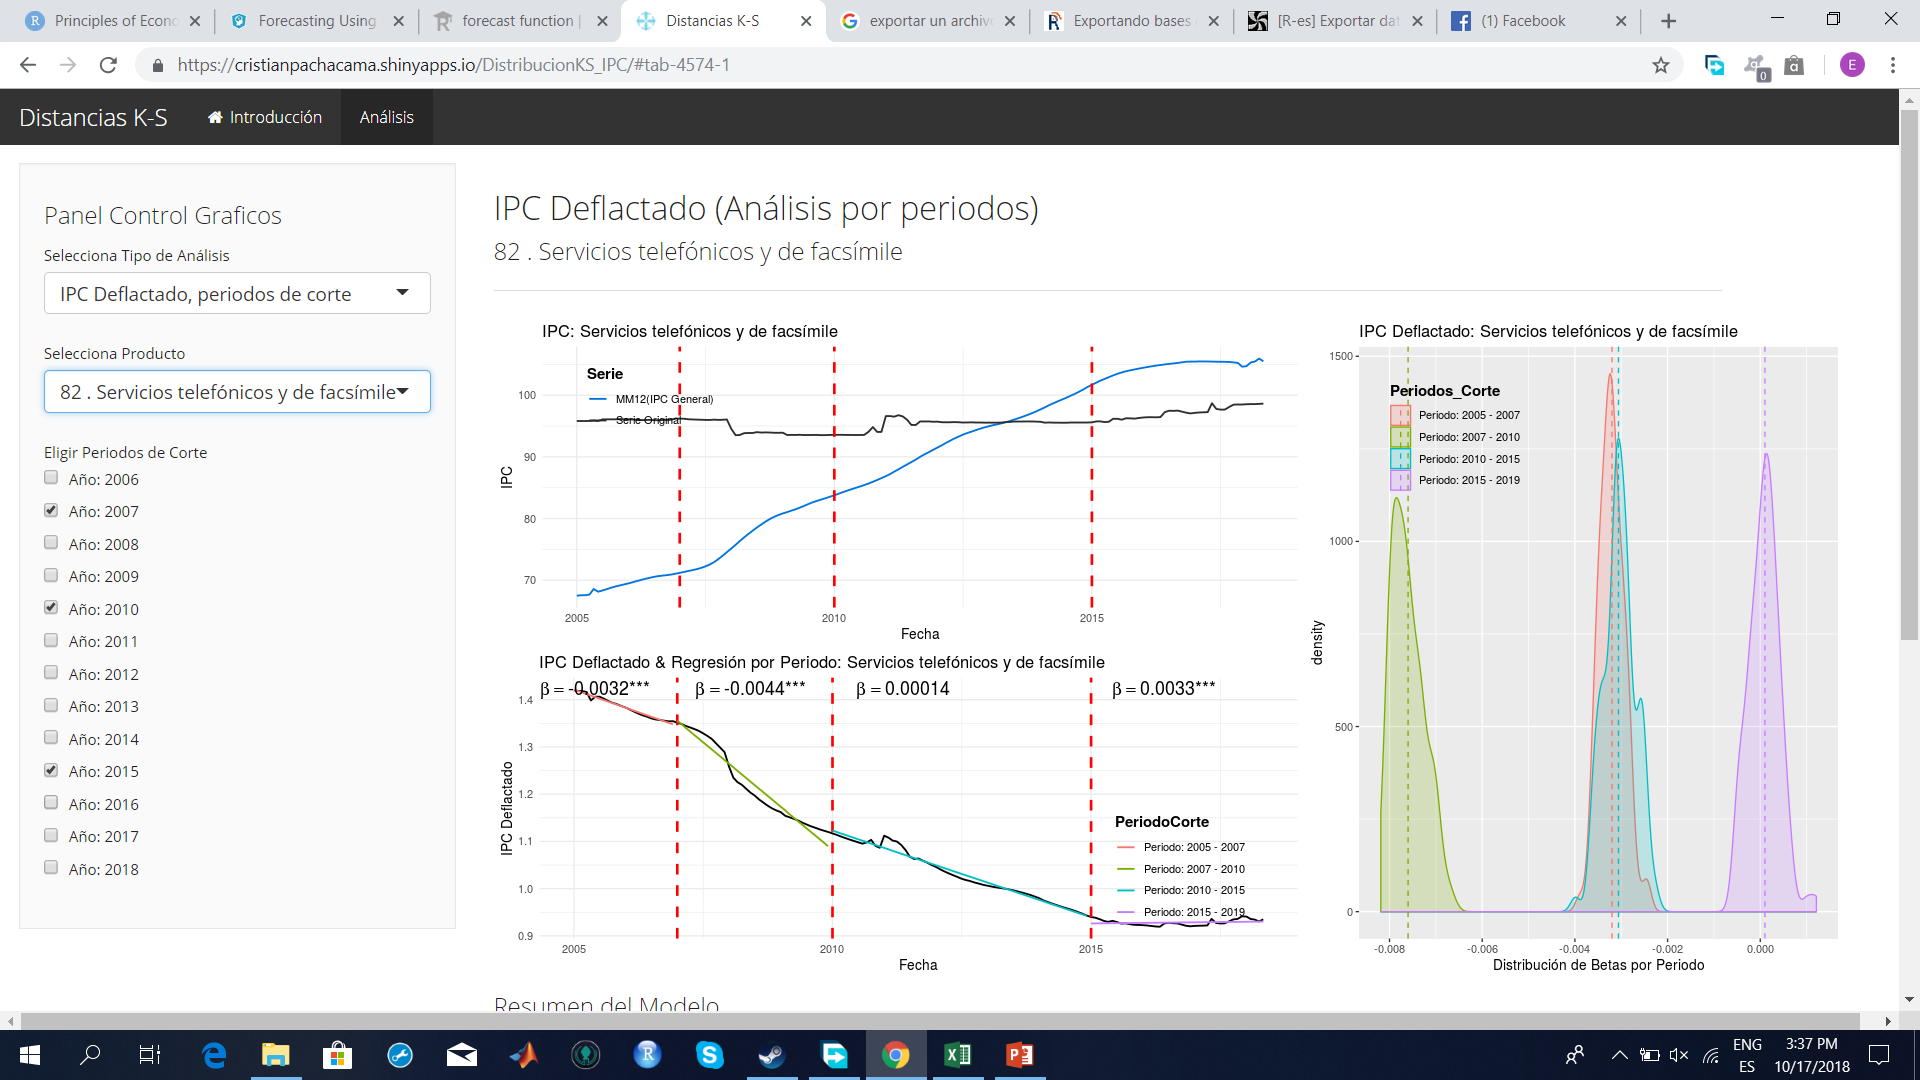 Principles of Econo
Forecasting Using
forecast function |
Distancias K-S
exportar un archivo
Exportando bases
[R-es] Exportar dat
(1) Facebook
https://cristianpachacama.shinyapps.io/DistribucionKS_IPC/#tab-4574-1
0
a
E
Distancias K-S
Introducción
Análisis
Panel Control Graficos
Selecciona Tipo de Análisis
IPC Deflactado, periodos de corte
Selecciona Producto
82 . Servicios telefónicos y de facsímile
Eligir Periodos de Corte
Año: 2006
Año: 2007
Año: 2008
Año: 2009
Año: 2010
Año: 2011
Año: 2012
Año: 2013
Año: 2014
Año: 2015
Año: 2016
Año: 2017
Año: 2018
IPC Deflactado (Análisis por periodos)
82 . Servicios telefónicos y de facsímile
IPC: Servicios telefónicos y de facsímile
Serie
MM12(IPC General)
Serie Original
100
90
80
70
IPC
2005
2010
2015
Fecha
IPC Deflactado & Regresión por Periodo: Servicios telefónicos y de facsímile
β = -0.0032***
β = -0.0044***
β = 0.00014
β = 0.0033***
1.4
1.3
1.2
1.1
1.0
0.9
IPC Deflactado
PeriodoCorte
Periodo: 2005 - 2007
Periodo: 2007 - 2010
Periodo: 2010 - 2015
Periodo: 2015 - 2019
2005
2010
2015
Fecha
IPC Deflactado: Servicios telefónicos y de facsímile
Periodos_Corte
Periodo: 2005 - 2007
Periodo: 2007 - 2010
Periodo: 2010 - 2015
Periodo: 2015 - 2019
1500
1000
500
0
density
-0.008
-0.006
-0.004
-0.002
0.000
Distribución de Betas por Periodo
Resumen del Modelo
ENG
ES
3:37 PM
10/17/2018